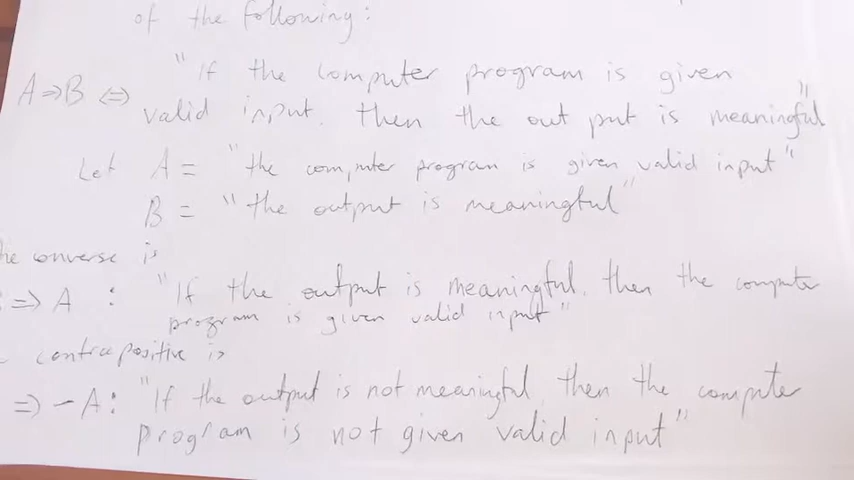 of the following:
"If the computer program is given
A⇒B ⇔ valid input, then the out put is meaningful"
Let A = "the computer program is given valid input"
B = "the output is meaningful"
he converse is
⇒ A : "If the output is meaningful, then the computer
program is given valid input"
contrapositive is
⇒ -A: "If the output is not meaningful, then the computer
program is not given valid input"